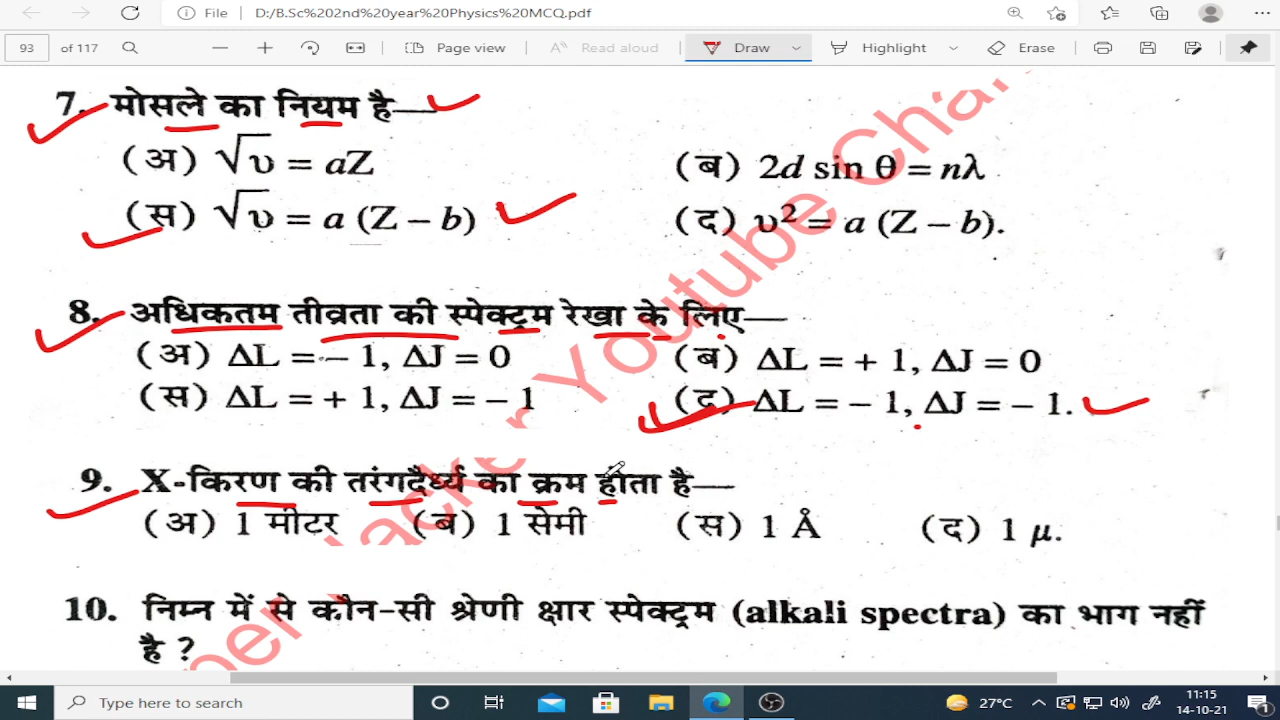 File D:/B.Sc%202nd%20year%20Physics%20MCQ.pdf
93 of 117 Page view Read aloud Draw Highlight Erase
7. मोसले का नियम है—
(अ) √υ = aZ (ब) 2d sin θ = nλ
(स) √υ = a (Z – b) (द) υ² = a (Z – b).
8. अधिकतम तीव्रता की स्पेक्ट्रम रेखा के लिए—
(अ) ΔL = – 1, ΔJ = 0 (ब) ΔL = + 1, ΔJ = 0
(स) ΔL = + 1, ΔJ = – 1 (द) ΔL = – 1, ΔJ = – 1.
9. X-किरण की तरंगदैर्ध्य का क्रम होता है—
(अ) 1 मीटर (ब) 1 सेमी (स) 1 Å (द) 1 μ.
10. निम्न में से कौन-सी श्रेणी क्षार स्पेक्ट्रम (alkali spectra) का भाग नहीं
है ?
Youtube
Type here to search 27°C 11:15
14-10-21